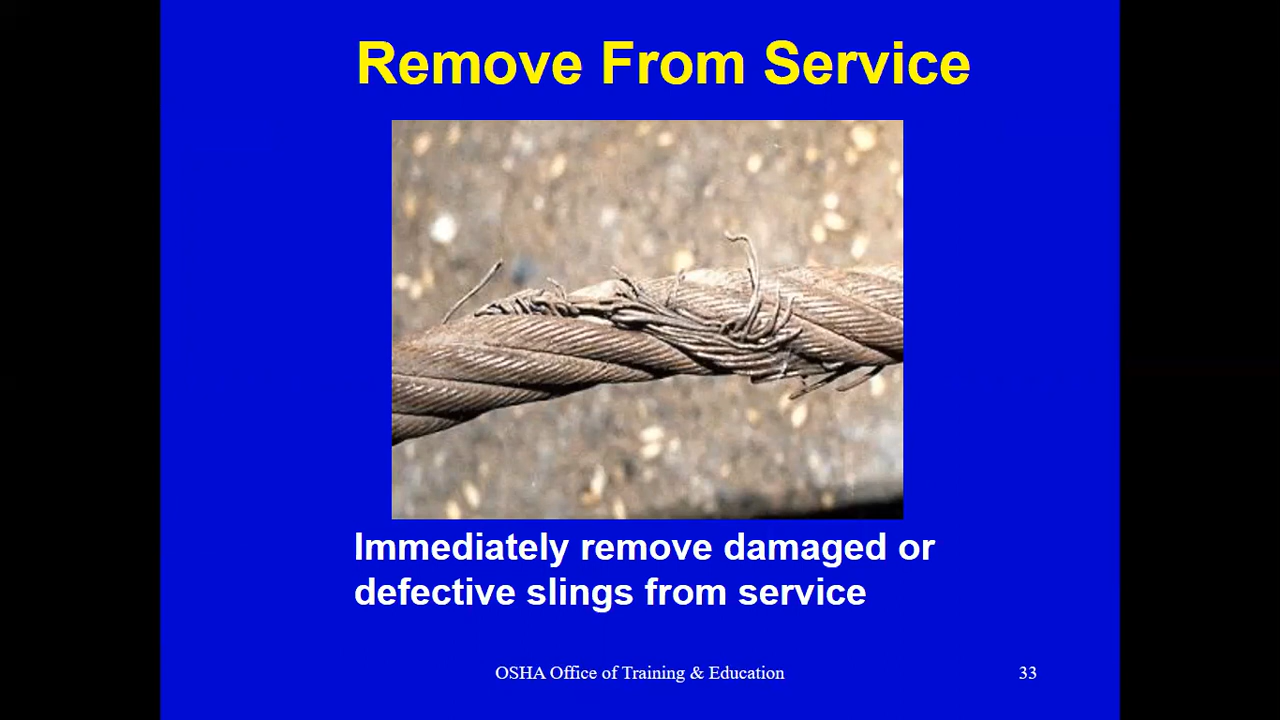 Remove From Service
Immediately remove damaged or
defective slings from service
OSHA Office of Training & Education
33